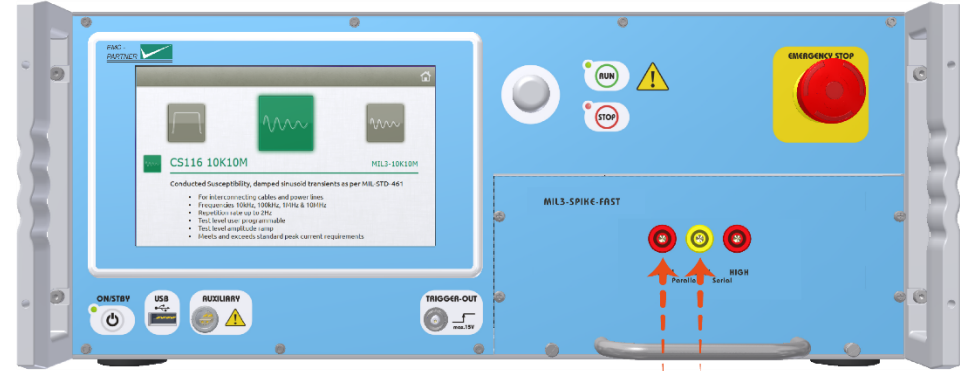 EMC -
PARTNER
CS116 10K10M
MIL3-10K10M
Conducted Susceptibility, damped sinusoid transients as per MIL-STD-461
• For interconnecting cables and power lines
• Frequencies 10kHz, 100kHz, 1MHz & 10MHz
• Repetition rate up to 2Hz
• Test level user programmable
• Test level amplitude ramp
• Meets and exceeds standard peak current requirements
ON/STBY
USB
AUXILIARY
TRIGGER-OUT
max.15V
RUN
STOP
EMERGENCY STOP
MIL3-SPIKE-FAST
HIGH
Serial